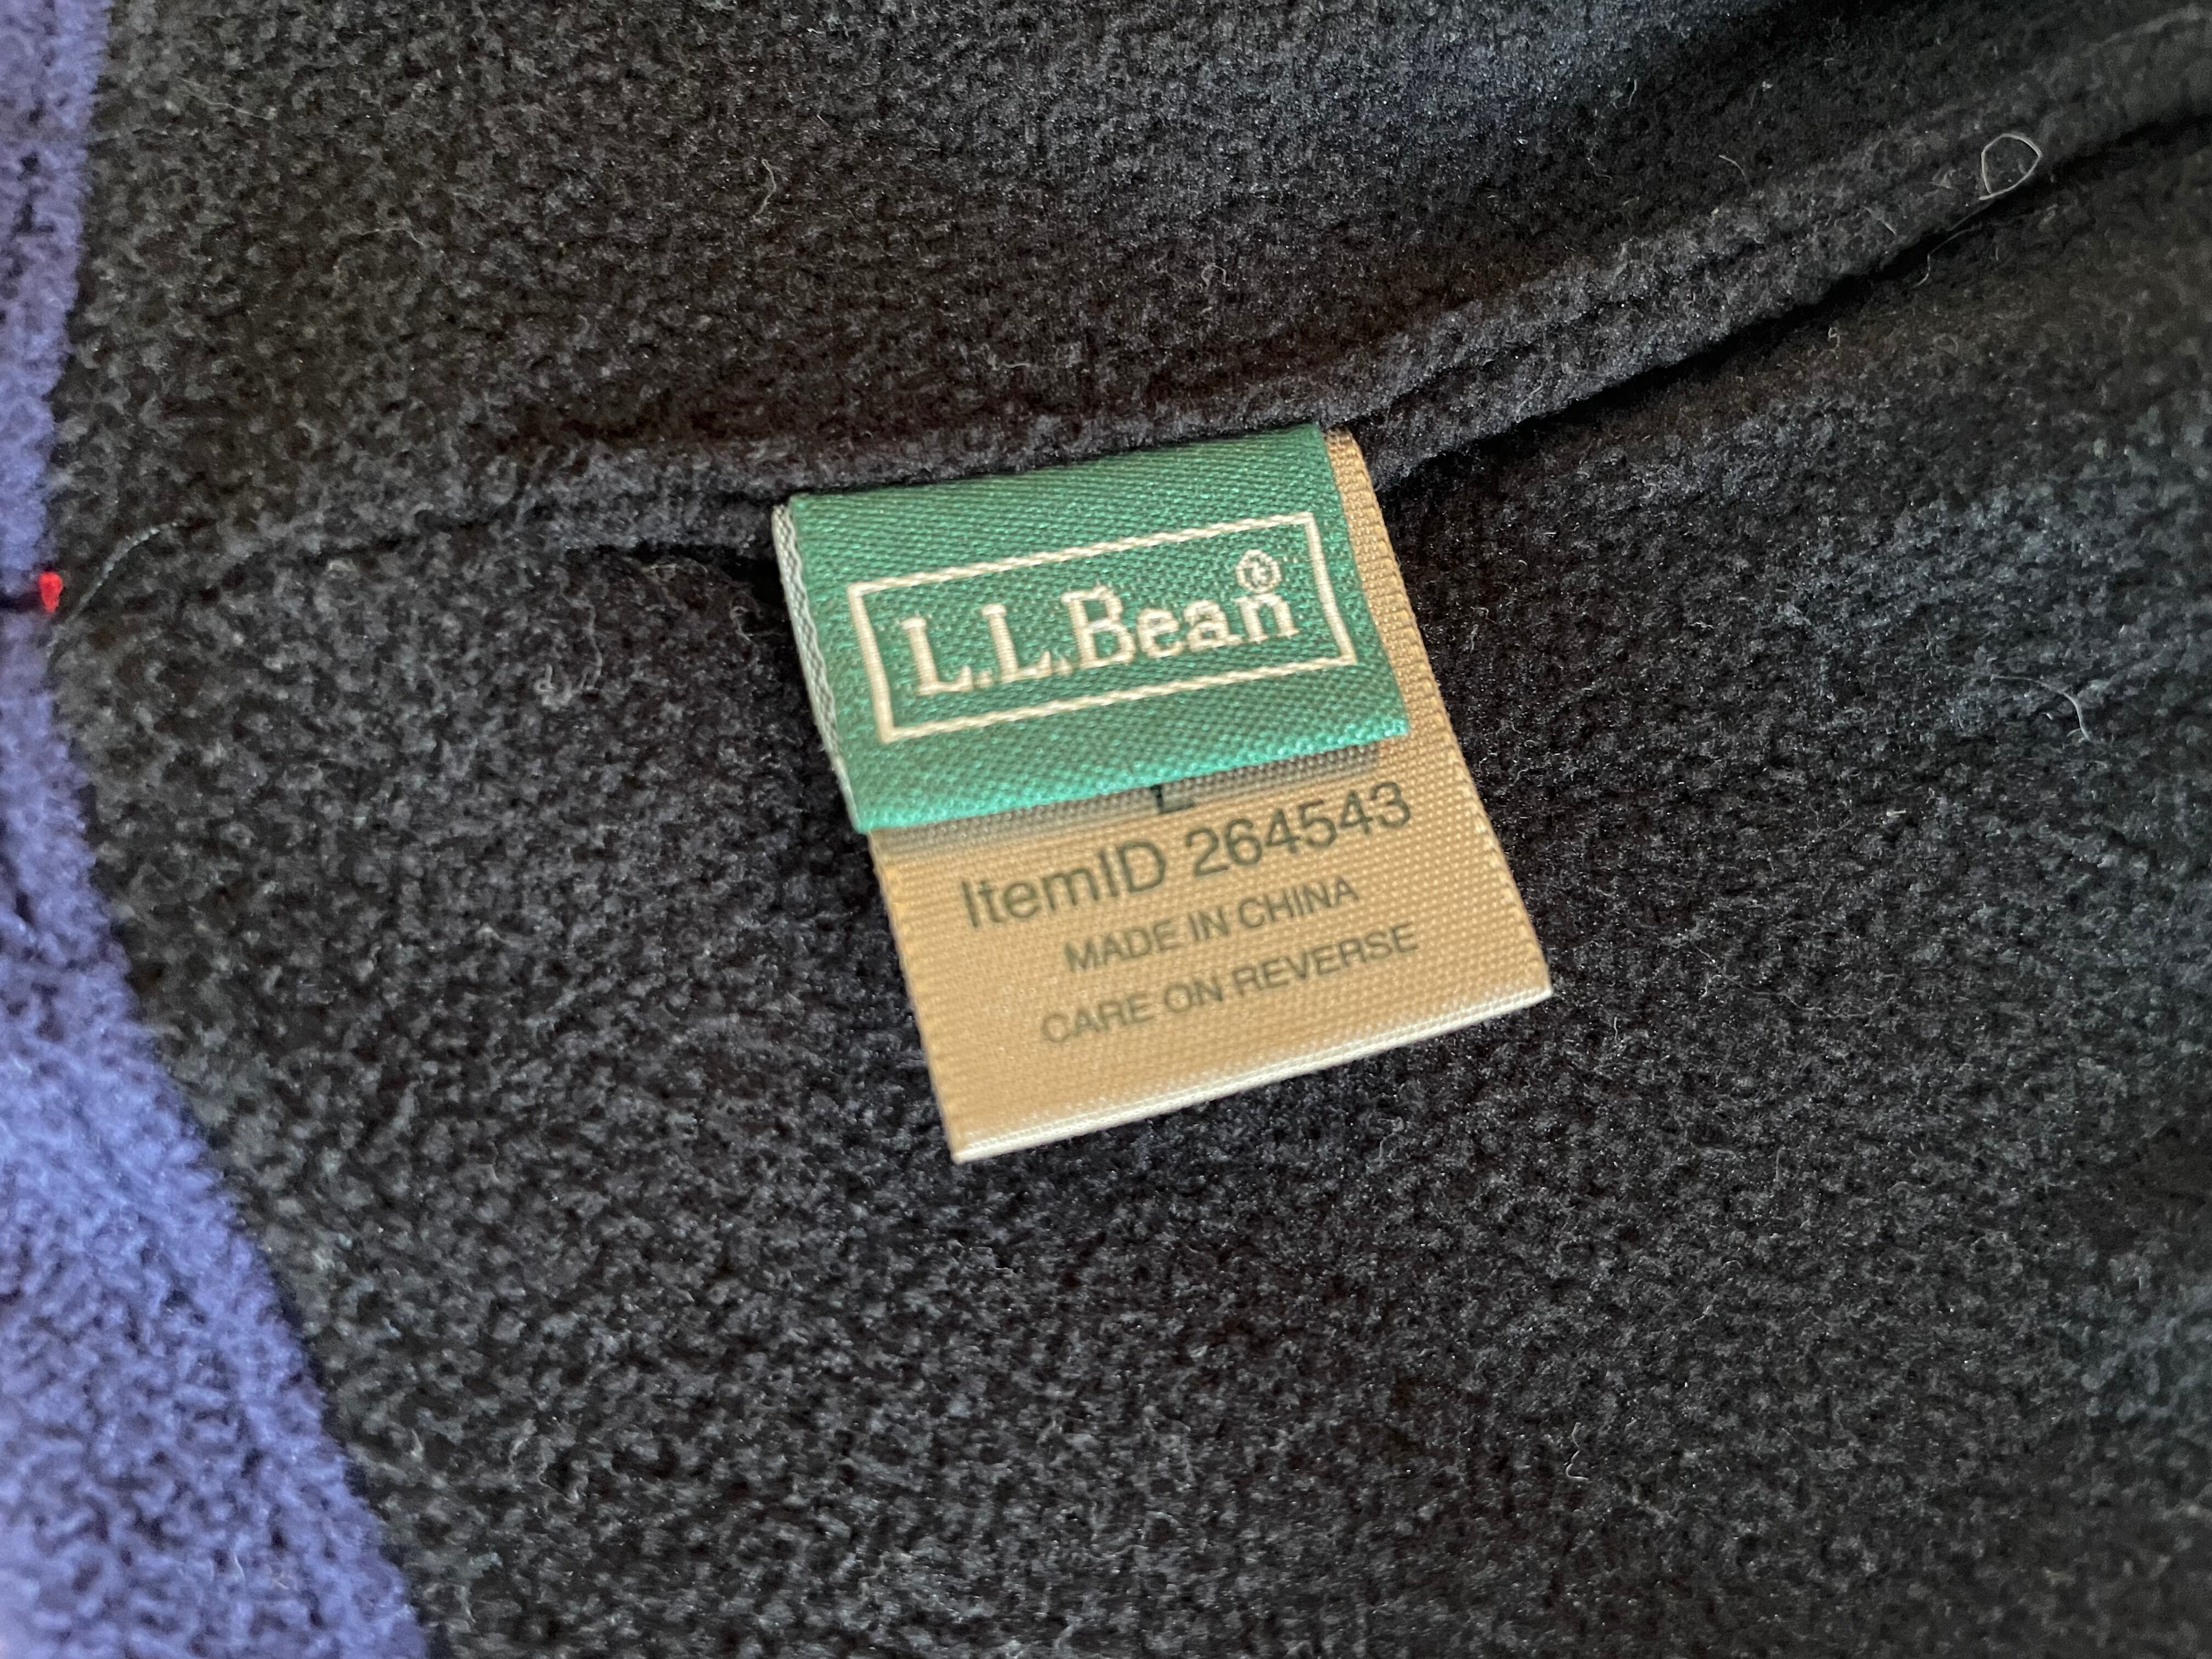 L.L.Bean®
L
ItemID 264543
MADE IN CHINA
CARE ON REVERSE